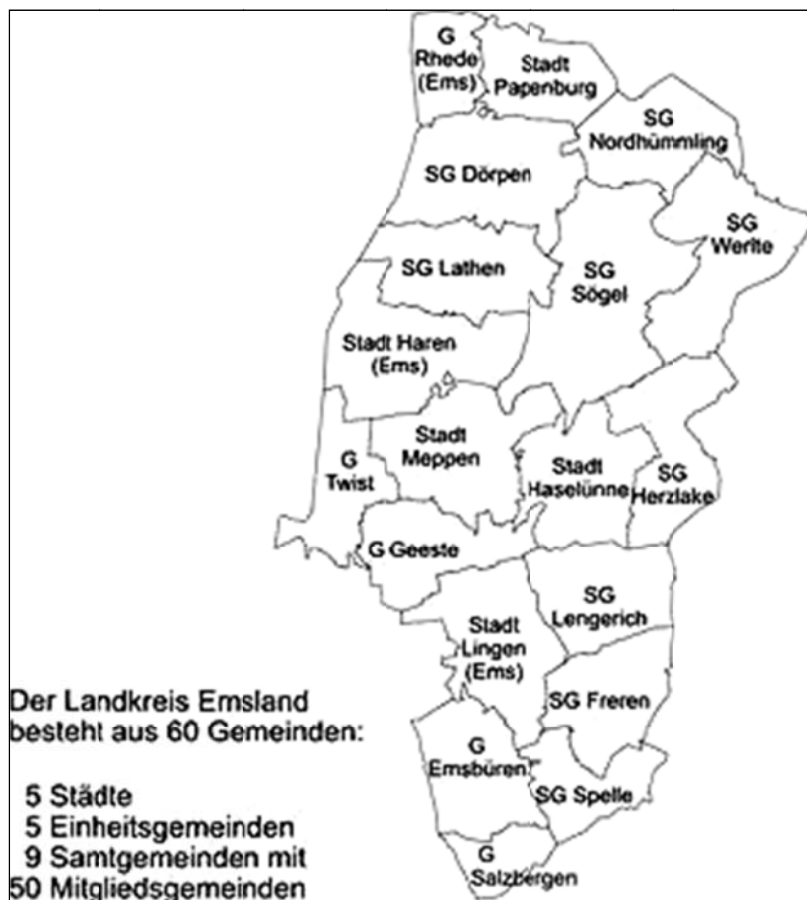 G
Rhede
(Ems)
Stadt
Papenburg
SG
Nordhümmling
SG Dörpen
SG
Werlte
SG Lathen
SG
Sögel
Stadt Haren
(Ems)
Stadt
Meppen
G
Twist
Stadt
Haselünne
SG
Herzlake
G Geeste
SG
Lengerich
Stadt
Lingen
(Ems)
SG Freren
G
Emsbüren
SG Spelle
G
Salzbergen
Der Landkreis Emsland
besteht aus 60 Gemeinden:
5 Städte
5 Einheitsgemeinden
9 Samtgemeinden mit
50 Mitgliedsgemeinden